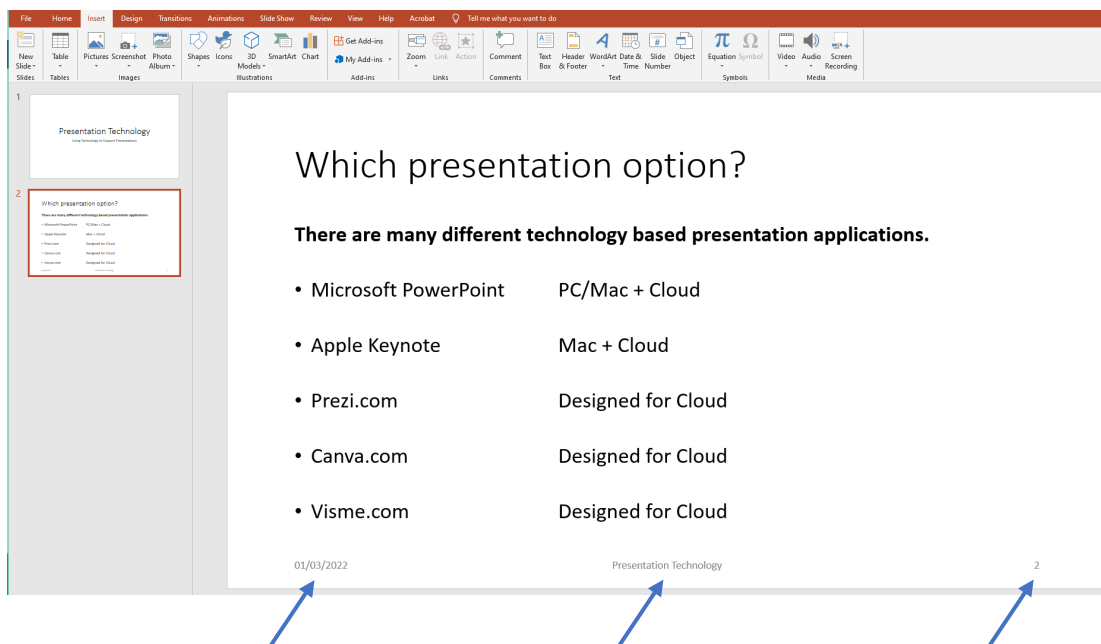 File Home Insert Design Transitions Animations Slide Show Review View Help Acrobat Tell me what you want to do
New Slide Table Pictures Screenshot Photo Album Shapes Icons 3D Models SmartArt Chart Get Add-ins My Add-ins Zoom Link Action Comment Text Box Header & Footer WordArt Date & Time Slide Number Object Equation Symbol Video Audio Screen Recording
Slides Tables Images Illustrations Add-ins Links Comments Text Symbols Media
1
Presentation Technology
Using Technology to Support Presentations
2
Which presentation option?
There are many different technology based presentation applications.
• Microsoft PowerPoint PC/Mac + Cloud
• Apple Keynote Mac + Cloud
• Prezi.com Designed for Cloud
• Canva.com Designed for Cloud
• Visme.com Designed for Cloud
Which presentation option?
There are many different technology based presentation applications.
• Microsoft PowerPoint PC/Mac + Cloud
• Apple Keynote Mac + Cloud
• Prezi.com Designed for Cloud
• Canva.com Designed for Cloud
• Visme.com Designed for Cloud
01/03/2022 Presentation Technology 2